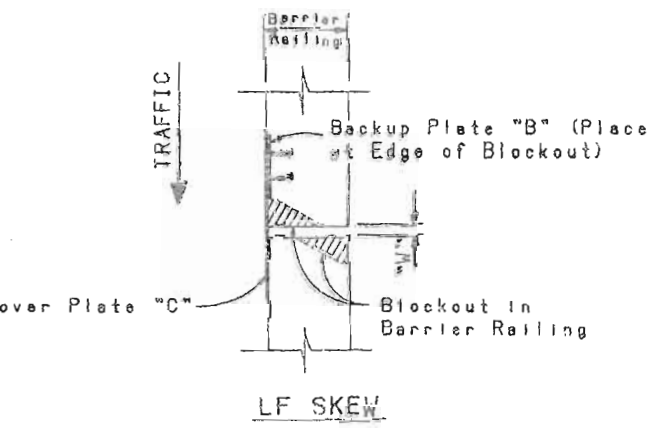 Barrier
Railing
TRAFFIC
Backup Plate "B" (Place
at Edge of Blockout)
"W"
over Plate "C"
Blockout in
Barrier Railing
LF SKEW